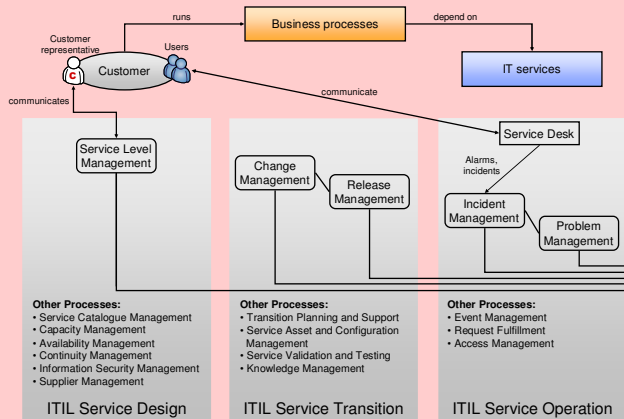 runs
Business processes
depend on
Customer
representative
Users
C
Customer
IT services
communicates
communicate
Service Level
Management
Change
Management
Release
Management
Service Desk
Alarms,
incidents
Incident
Management
Problem
Management
Other Processes:
• Service Catalogue Management
• Capacity Management
• Availability Management
• Continuity Management
• Information Security Management
• Supplier Management
ITIL Service Design
Other Processes:
• Transition Planning and Support
• Service Asset and Configuration
Management
• Service Validation and Testing
• Knowledge Management
ITIL Service Transition
Other Processes:
• Event Management
• Request Fulfillment
• Access Management
ITIL Service Operation